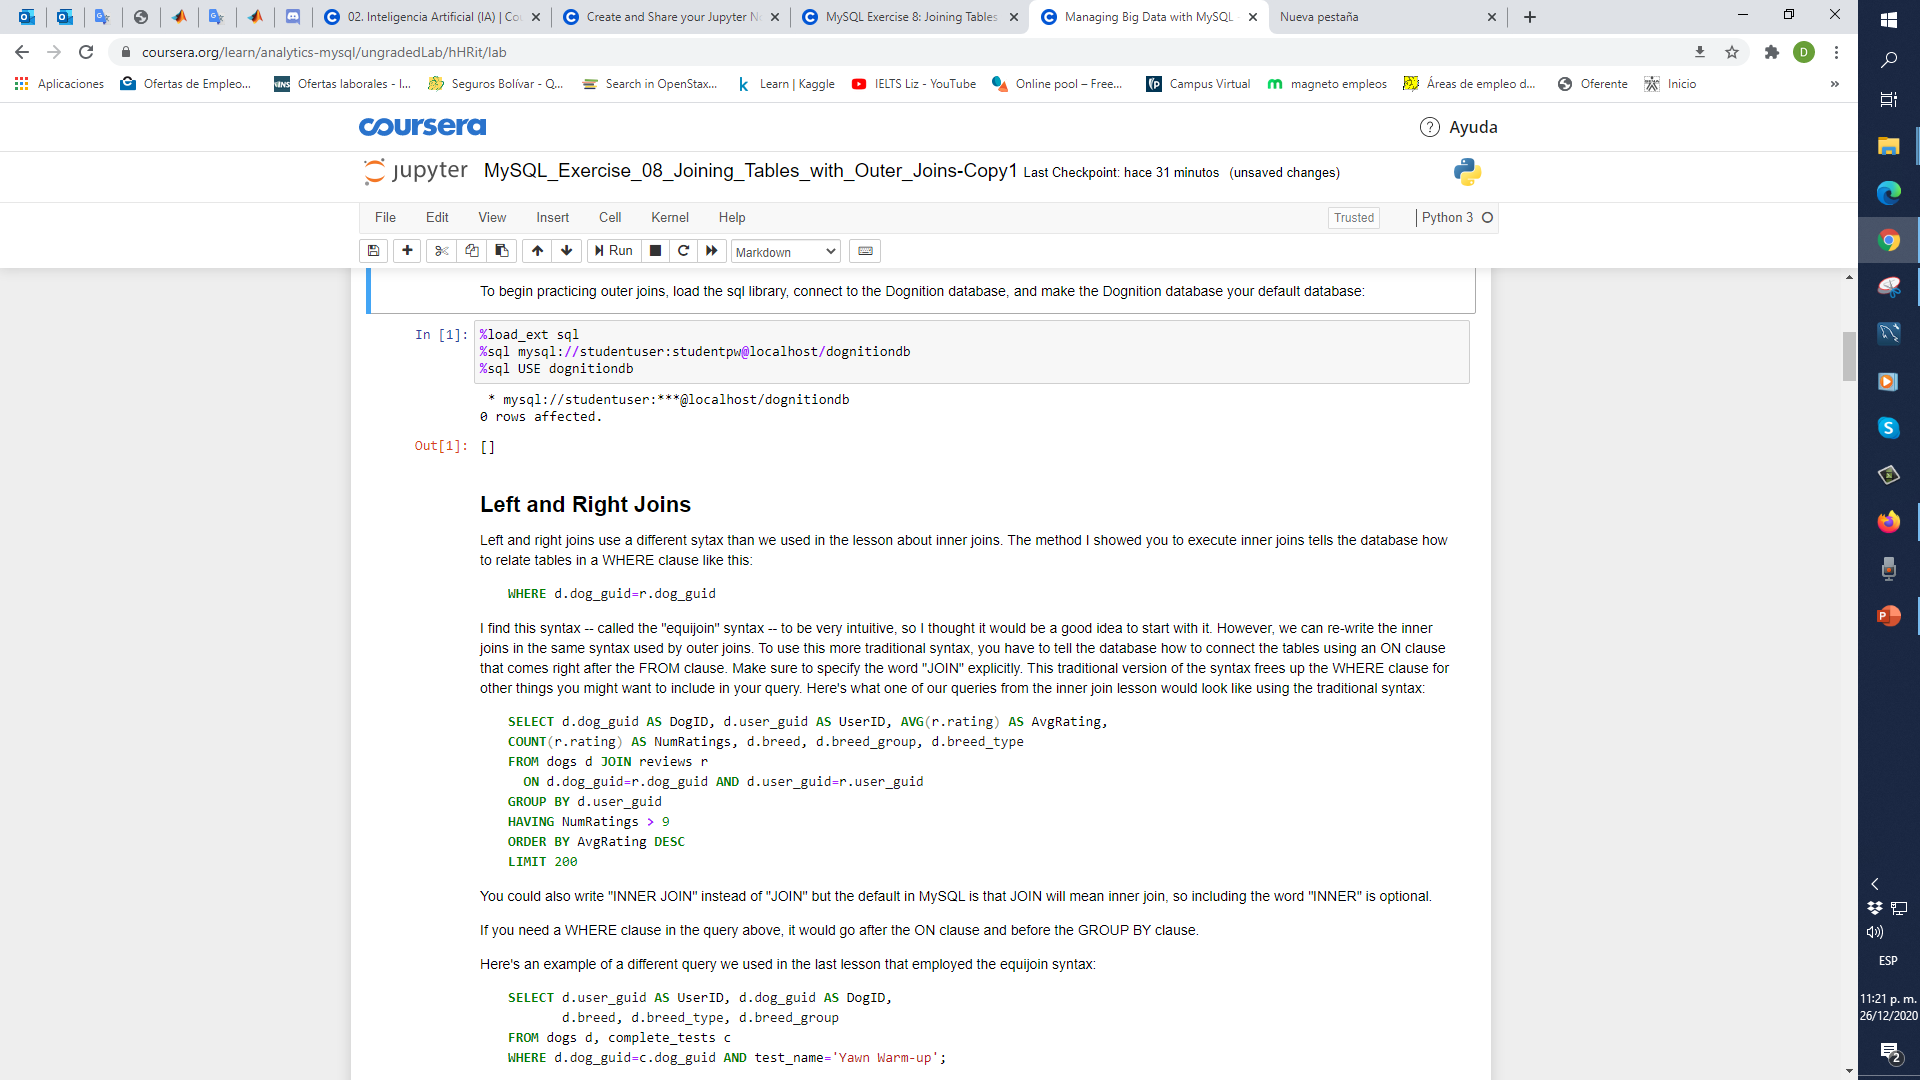 02. Inteligencia Artificial (IA) | Co
Create and Share your Jupyter N
MySQL Exercise 8: Joining Tables
Managing Big Data with MySQL
Nueva pestaña
coursera.org/learn/analytics-mysql/ungradedLab/hHRit/lab
D
Aplicaciones
Ofertas de Empleo...
Ofertas laborales - I...
Seguros Bolívar - Q...
Search in OpenStax...
Learn | Kaggle
IELTS Liz - YouTube
Online pool – Free...
Campus Virtual
magneto empleos
Áreas de empleo d...
Oferente
Inicio
»
coursera
Ayuda
jupyter MySQL_Exercise_08_Joining_Tables_with_Outer_Joins-Copy1 Last Checkpoint: hace 31 minutos (unsaved changes)
File Edit View Insert Cell Kernel Help
Trusted
Python 3
Run
Markdown
To begin practicing outer joins, load the sql library, connect to the Dognition database, and make the Dognition database your default database:
In [1]: %load_ext sql
%sql mysql://studentuser:studentpw@localhost/dognitiondb
%sql USE dognitiondb
* mysql://studentuser:***@localhost/dognitiondb
0 rows affected.
Out[1]: []
Left and Right Joins
Left and right joins use a different sytax than we used in the lesson about inner joins. The method I showed you to execute inner joins tells the database how
to relate tables in a WHERE clause like this:
WHERE d.dog_guid=r.dog_guid
I find this syntax -- called the "equijoin" syntax -- to be very intuitive, so I thought it would be a good idea to start with it. However, we can re-write the inner
joins in the same syntax used by outer joins. To use this more traditional syntax, you have to tell the database how to connect the tables using an ON clause
that comes right after the FROM clause. Make sure to specify the word "JOIN" explicitly. This traditional version of the syntax frees up the WHERE clause for
other things you might want to include in your query. Here's what one of our queries from the inner join lesson would look like using the traditional syntax:
SELECT d.dog_guid AS DogID, d.user_guid AS UserID, AVG(r.rating) AS AvgRating,
COUNT(r.rating) AS NumRatings, d.breed, d.breed_group, d.breed_type
FROM dogs d JOIN reviews r
ON d.dog_guid=r.dog_guid AND d.user_guid=r.user_guid
GROUP BY d.user_guid
HAVING NumRatings > 9
ORDER BY AvgRating DESC
LIMIT 200
You could also write "INNER JOIN" instead of "JOIN" but the default in MySQL is that JOIN will mean inner join, so including the word "INNER" is optional.
If you need a WHERE clause in the query above, it would go after the ON clause and before the GROUP BY clause.
Here's an example of a different query we used in the last lesson that employed the equijoin syntax:
SELECT d.user_guid AS UserID, d.dog_guid AS DogID,
d.breed, d.breed_type, d.breed_group
FROM dogs d, complete_tests c
WHERE d.dog_guid=c.dog_guid AND test_name='Yawn Warm-up';
ESP
11:21 p. m.
26/12/2020
2